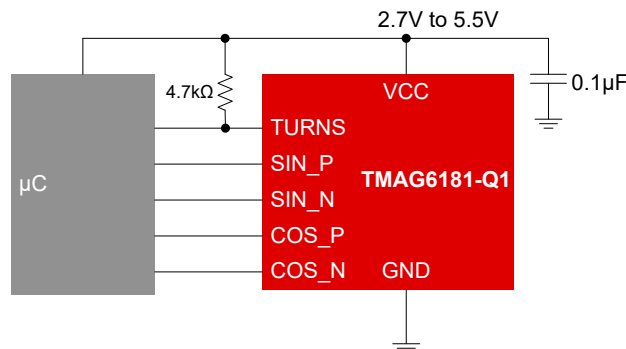 2.7V to 5.5V
4.7kΩ
VCC
0.1µF
TURNS
SIN_P
µC
TMAG6181-Q1
SIN_N
COS_P
COS_N
GND